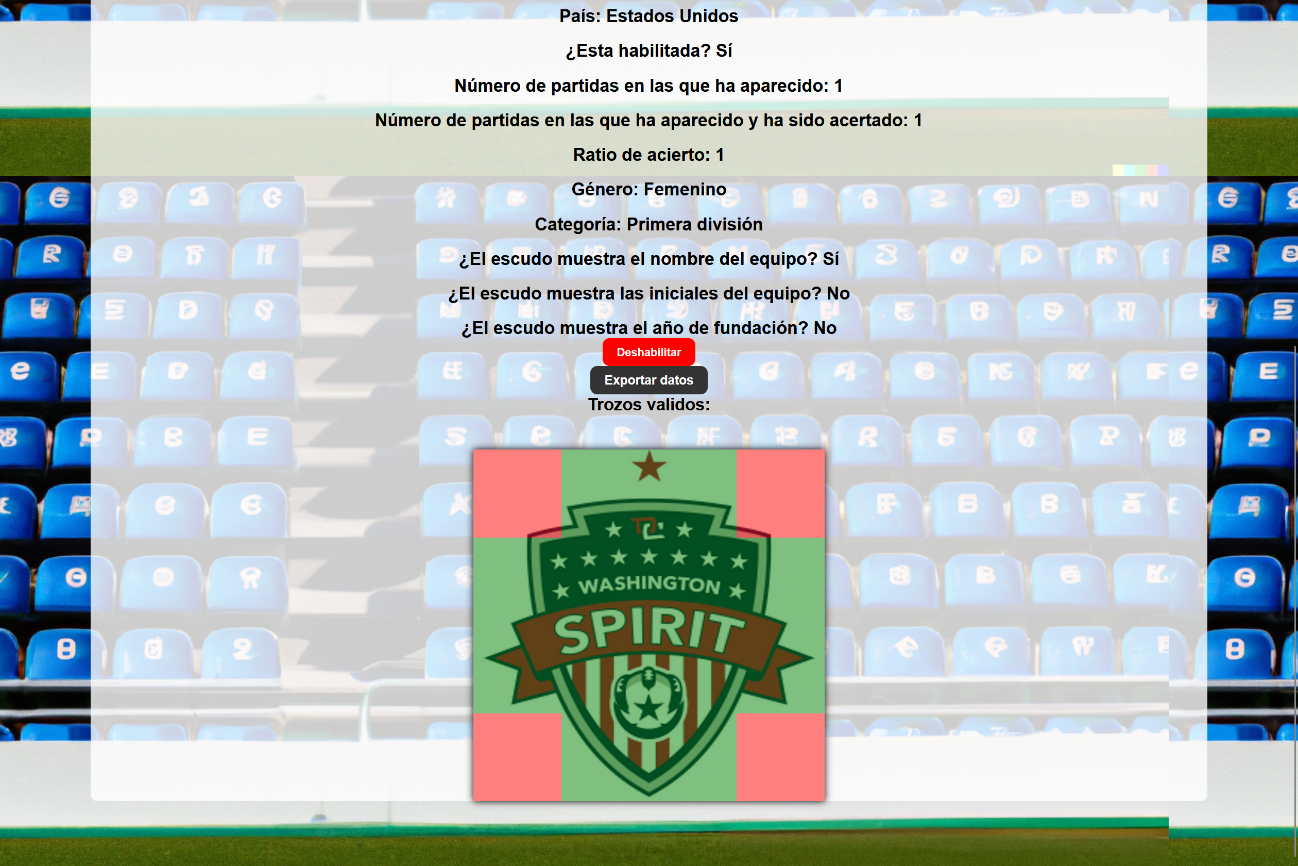 País: Estados Unidos
¿Esta habilitada? Sí
Número de partidas en las que ha aparecido: 1
Número de partidas en las que ha aparecido y ha sido acertado: 1
Ratio de acierto: 1
Género: Femenino
Categoría: Primera división
¿El escudo muestra el nombre del equipo? Sí
¿El escudo muestra las iniciales del equipo? No
¿El escudo muestra el año de fundación? No
Deshabilitar
Exportar datos
Trozos validos:
WASHINGTON
SPIRIT